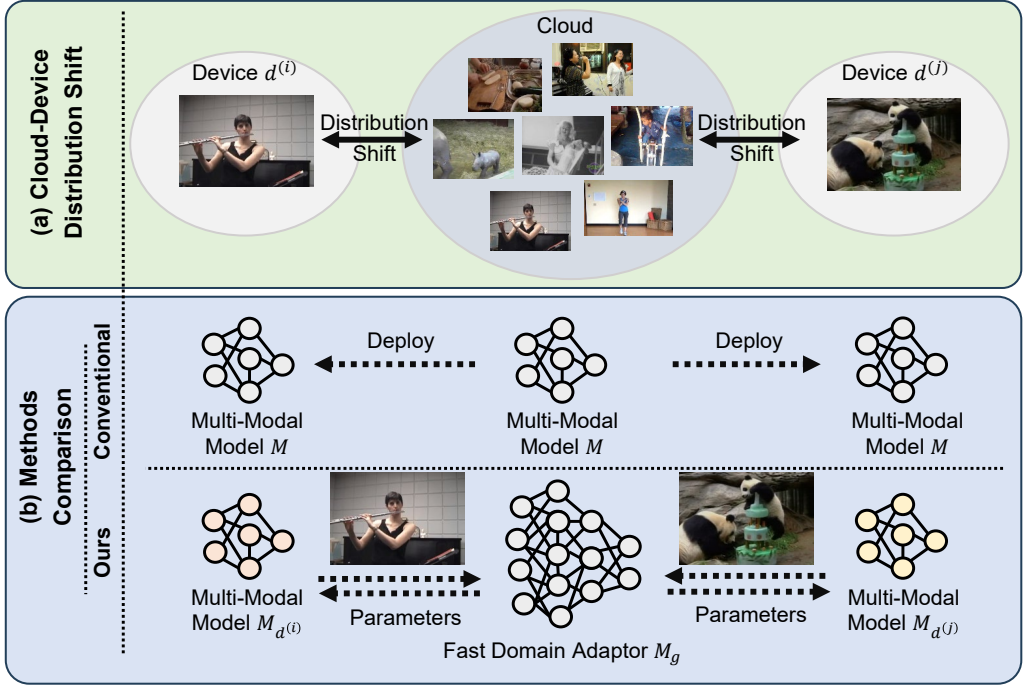 (a) Cloud-Device
Distribution Shift
Device d^{(i)}
Cloud
Device d^{(j)}
Distribution
Shift
Distribution
Shift
(b) Methods
Comparison
Conventional
Deploy
Deploy
Multi-Modal
Model M
Multi-Modal
Model M
Multi-Modal
Model M
Ours
Multi-Modal
Model M_{d^{(i)}}
Parameters
Fast Domain Adaptor M_g
Parameters
Multi-Modal
Model M_{d^{(j)}}